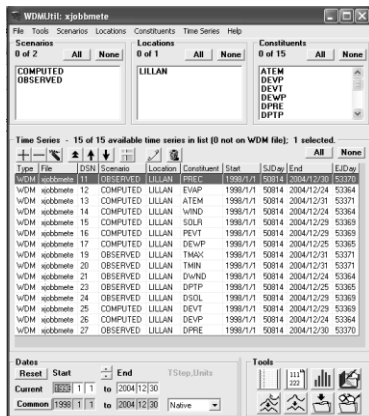 WDMUtil: xjobbmete
File Tools Scenarios Locations Constituents Time Series Help
Scenarios
0 of 2 All None
COMPUTED
OBSERVED
Locations
0 of 1 All None
LILLAN
Constituents
0 of 15 All None
ATEM
DEVP
DEVT
DEWP
DPRE
DPTP
Time Series - 15 of 15 available time series in list (0 not on WDM file); 1 selected.
All None
Type File DSN Scenario Location Constituent Start SJDay End EJDay
WDM xjobbmete 11 OBSERVED LILLAN PREC 1998/1/1 50814 2004/12/30 53370
WDM xjobbmete 12 COMPUTED LILLAN EVAP 1998/1/1 50814 2004/12/24 53364
WDM xjobbmete 13 COMPUTED LILLAN ATEM 1998/1/1 50814 2004/12/31 53371
WDM xjobbmete 14 COMPUTED LILLAN WIND 1998/1/1 50814 2004/12/24 53364
WDM xjobbmete 15 COMPUTED LILLAN SOLR 1998/1/1 50814 2004/12/29 53369
WDM xjobbmete 16 COMPUTED LILLAN PEVT 1998/1/1 50814 2004/12/29 53369
WDM xjobbmete 17 COMPUTED LILLAN DEWP 1998/1/1 50814 2004/12/25 53365
WDM xjobbmete 19 OBSERVED LILLAN TMAX 1998/1/1 50814 2004/12/31 53371
WDM xjobbmete 20 OBSERVED LILLAN TMIN 1998/1/1 50814 2004/12/31 53371
WDM xjobbmete 21 OBSERVED LILLAN DWND 1998/1/1 50814 2004/12/24 53364
WDM xjobbmete 23 OBSERVED LILLAN DPTP 1998/1/1 50814 2004/12/25 53365
WDM xjobbmete 24 OBSERVED LILLAN DSOL 1998/1/1 50814 2004/12/29 53369
WDM xjobbmete 25 COMPUTED LILLAN DEVT 1998/1/1 50814 2004/12/29 53369
WDM xjobbmete 26 COMPUTED LILLAN DEVP 1998/1/1 50814 2004/12/24 53364
WDM xjobbmete 27 OBSERVED LILLAN DPRE 1998/1/1 50814 2004/12/30 53370
Dates
Reset Start End TStep,Units
Current 1998 1 1 to 2004 12 30
Common 1998 1 1 to 2004 12 30 Native
Tools
111
222